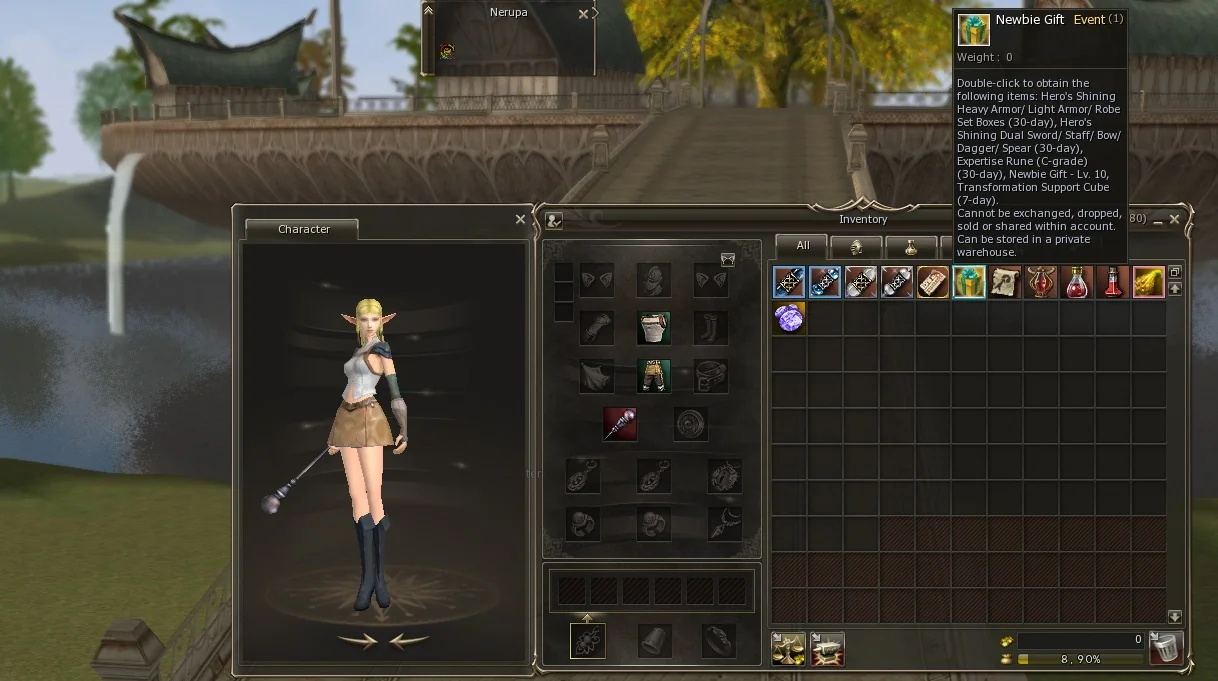 Nerupa
Newbie Gift Event (1)
Weight : 0
Double-click to obtain the
following items: Hero's Shining
Heavy Armor/ Light Armor/ Robe
Set Boxes (30-day), Hero's
Shining Dual Sword/ Staff/ Bow/
Dagger/ Spear (30-day),
Expertise Rune (C-grade)
(30-day), Newbie Gift - Lv. 10,
Transformation Support Cube
(7-day).
Cannot be exchanged, dropped,
sold or shared within account.
Can be stored in a private
warehouse.
Character
Inventory
80)
All
ter
0
8.90%